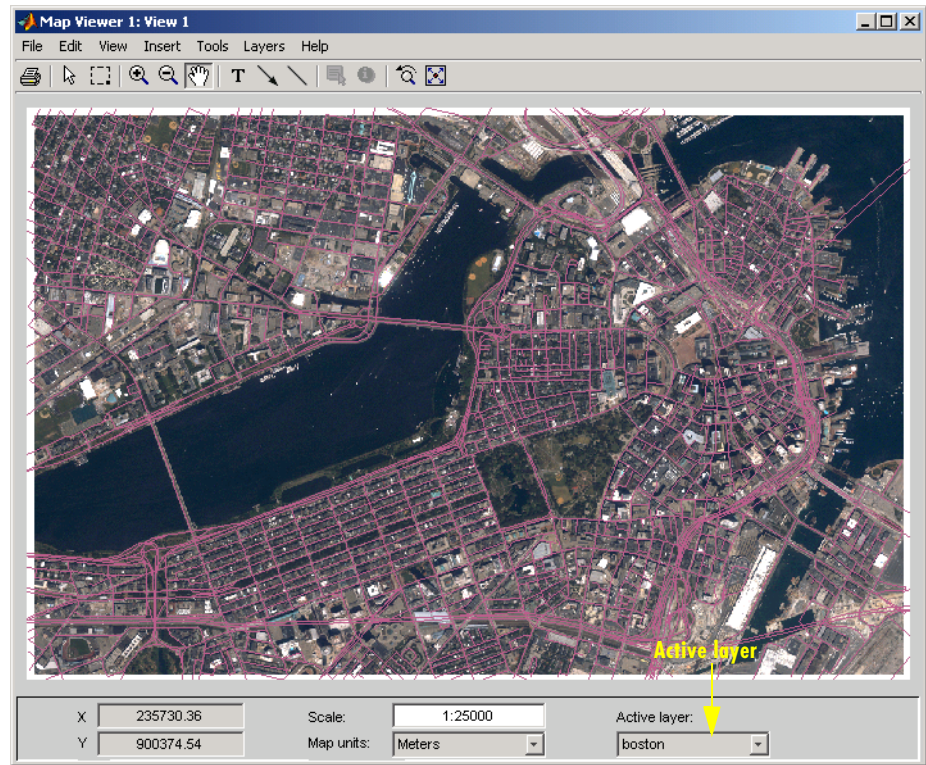 Map Viewer 1: View 1
File Edit View Insert Tools Layers Help
T
Active layer
X 235730.36 Scale: 1:25000 Active layer:
Y 900374.54 Map units: Meters boston